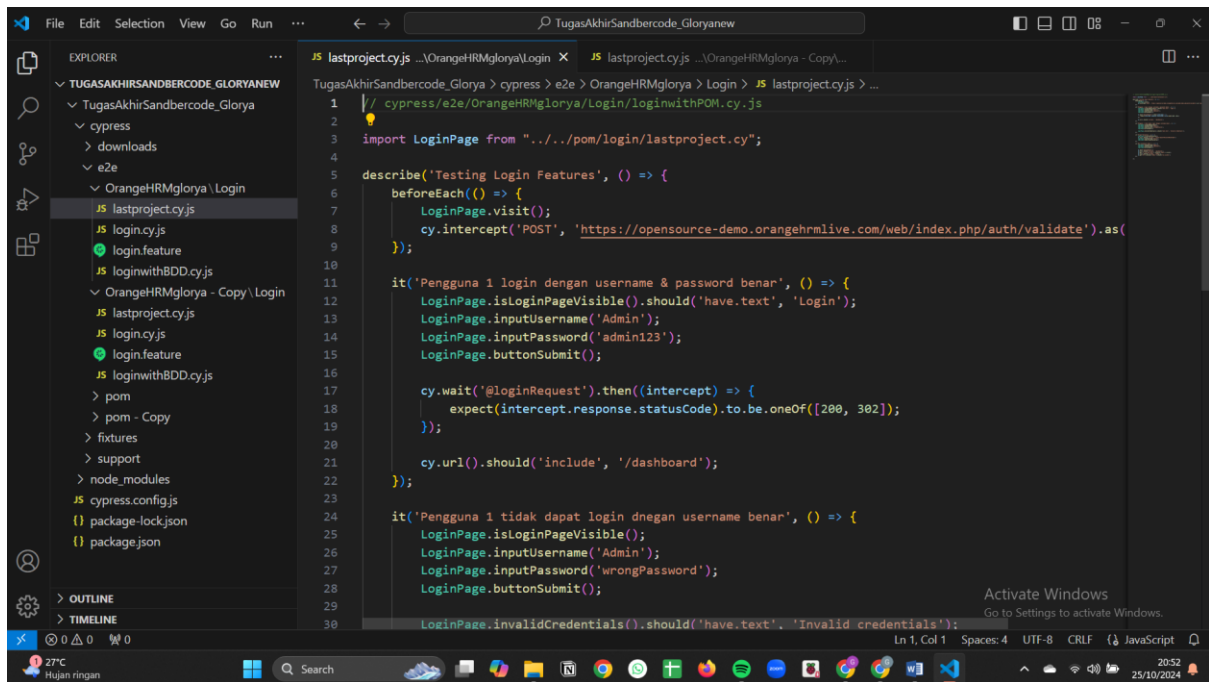 File Edit Selection View Go Run ... TugasAkhirSandbercode_Gloryanew
EXPLORER
TUGASAKHIRSANDBERCODE_GLORYANEW
TugasAkhirSandbercode_Glorya
cypress
downloads
e2e
OrangeHRMglorya\Login
JS lastproject.cy.js
JS login.cy.js
login.feature
JS loginwithBDD.cy.js
OrangeHRMglorya - Copy\Login
JS lastproject.cy.js
JS login.cy.js
login.feature
JS loginwithBDD.cy.js
pom
pom - Copy
fixtures
support
node_modules
JS cypress.config.js
{} package-lock.json
{} package.json
OUTLINE
TIMELINE
JS lastproject.cy.js ...\OrangeHRMglorya\Login JS lastproject.cy.js ...\OrangeHRMglorya - Copy\...
TugasAkhirSandbercode_Glorya > cypress > e2e > OrangeHRMglorya > Login > JS lastproject.cy.js > ...
1 // cypress/e2e/OrangeHRMglorya/Login/loginwithPOM.cy.js
2
3 import LoginPage from "../../pom/login/lastproject.cy";
4
5 describe('Testing Login Features', () => {
6 beforeEach(() => {
7 LoginPage.visit();
8 cy.intercept('POST', 'https://opensource-demo.orangehrmlive.com/web/index.php/auth/validate').as(
9 });
10
11 it('Pengguna 1 login dengan username & password benar', () => {
12 LoginPage.isLoginPageVisible().should('have.text', 'Login');
13 LoginPage.inputUsername('Admin');
14 LoginPage.inputPassword('admin123');
15 LoginPage.buttonSubmit();
16
17 cy.wait('@loginRequest').then((intercept) => {
18 expect(intercept.response.statusCode).to.be.oneOf([200, 302]);
19 });
20
21 cy.url().should('include', '/dashboard');
22 });
23
24 it('Pengguna 1 tidak dapat login dnegan username benar', () => {
25 LoginPage.isLoginPageVisible();
26 LoginPage.inputUsername('Admin');
27 LoginPage.inputPassword('wrongPassword');
28 LoginPage.buttonSubmit();
29
30 LoginPage.invalidCredentials().should('have.text', 'Invalid credentials');
Activate Windows
Go to Settings to activate Windows.
0 0 0 Ln 1, Col 1 Spaces: 4 UTF-8 CRLF JavaScript
1 27°C
Hujan ringan
Search
20:52
25/10/2024